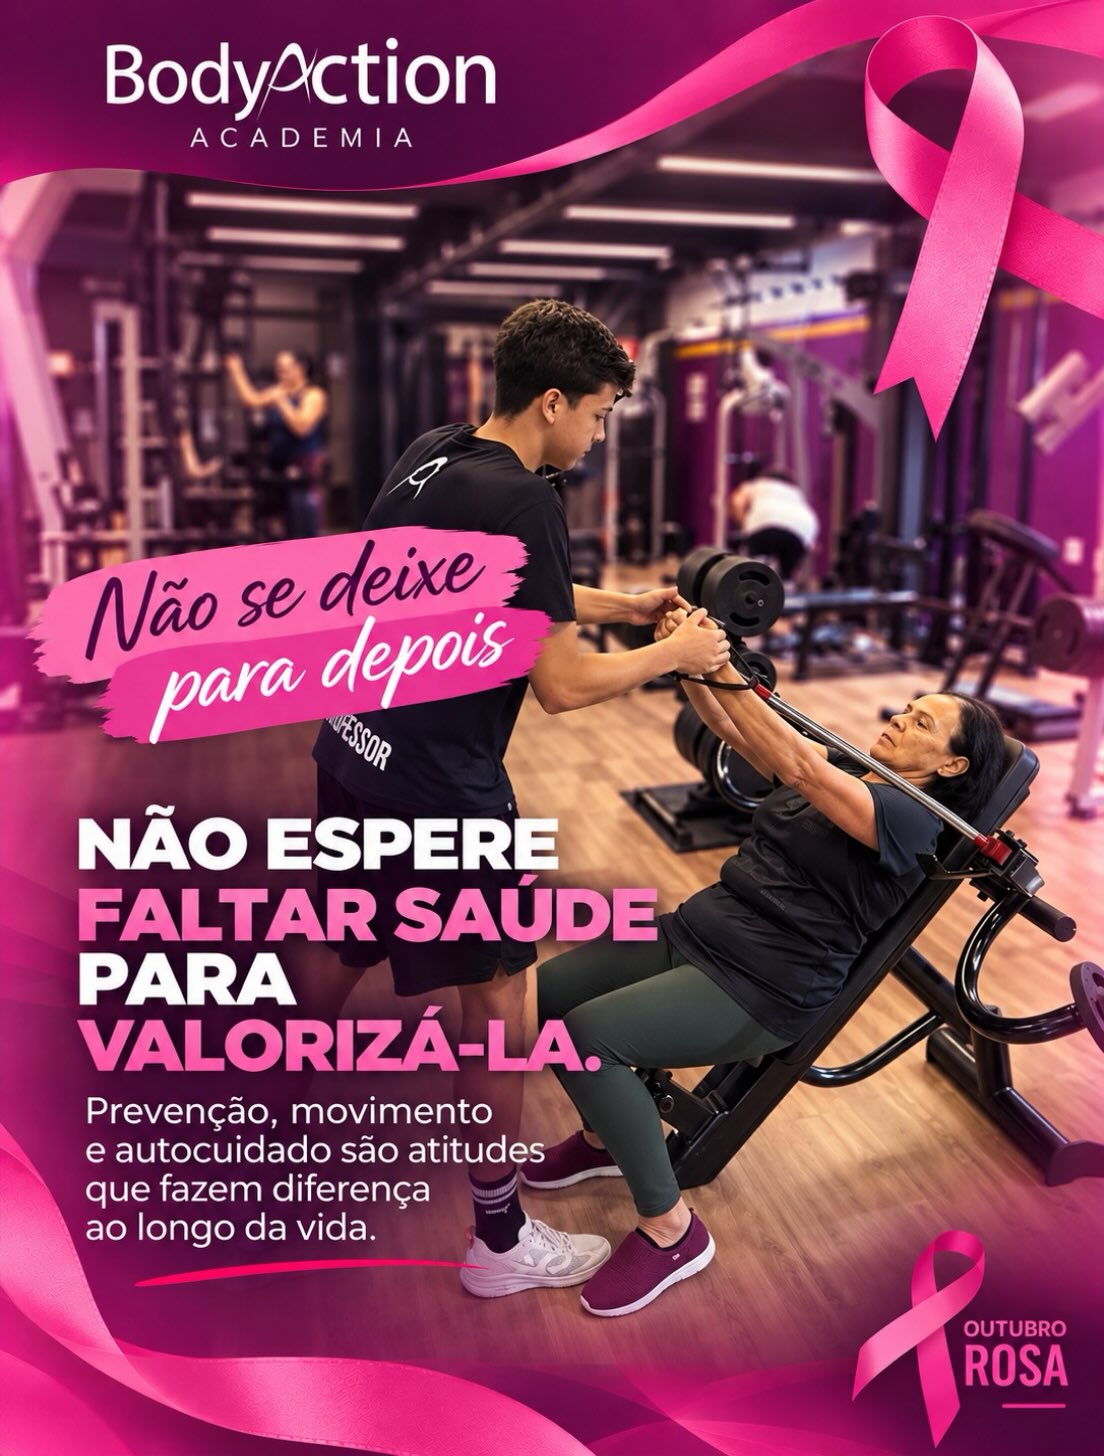 BodyAction
ACADEMIA
Não se deixe
para depois
NÃO ESPERE
FALTAR SAÚDE
PARA
VALORIZÁ-LA.
Prevenção, movimento
e autocuidado são atitudes
que fazem diferença
ao longo da vida.
OUTUBRO
ROSA